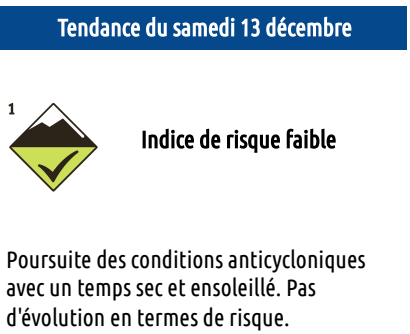 Tendance du samedi 13 décembre
1
Indice de risque faible
Poursuite des conditions anticycloniques
avec un temps sec et ensoleillé. Pas
d'évolution en termes de risque.